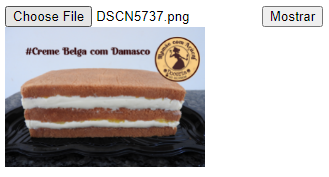 Choose File DSCN5737.png Mostrar
#Creme Belga com Damasco